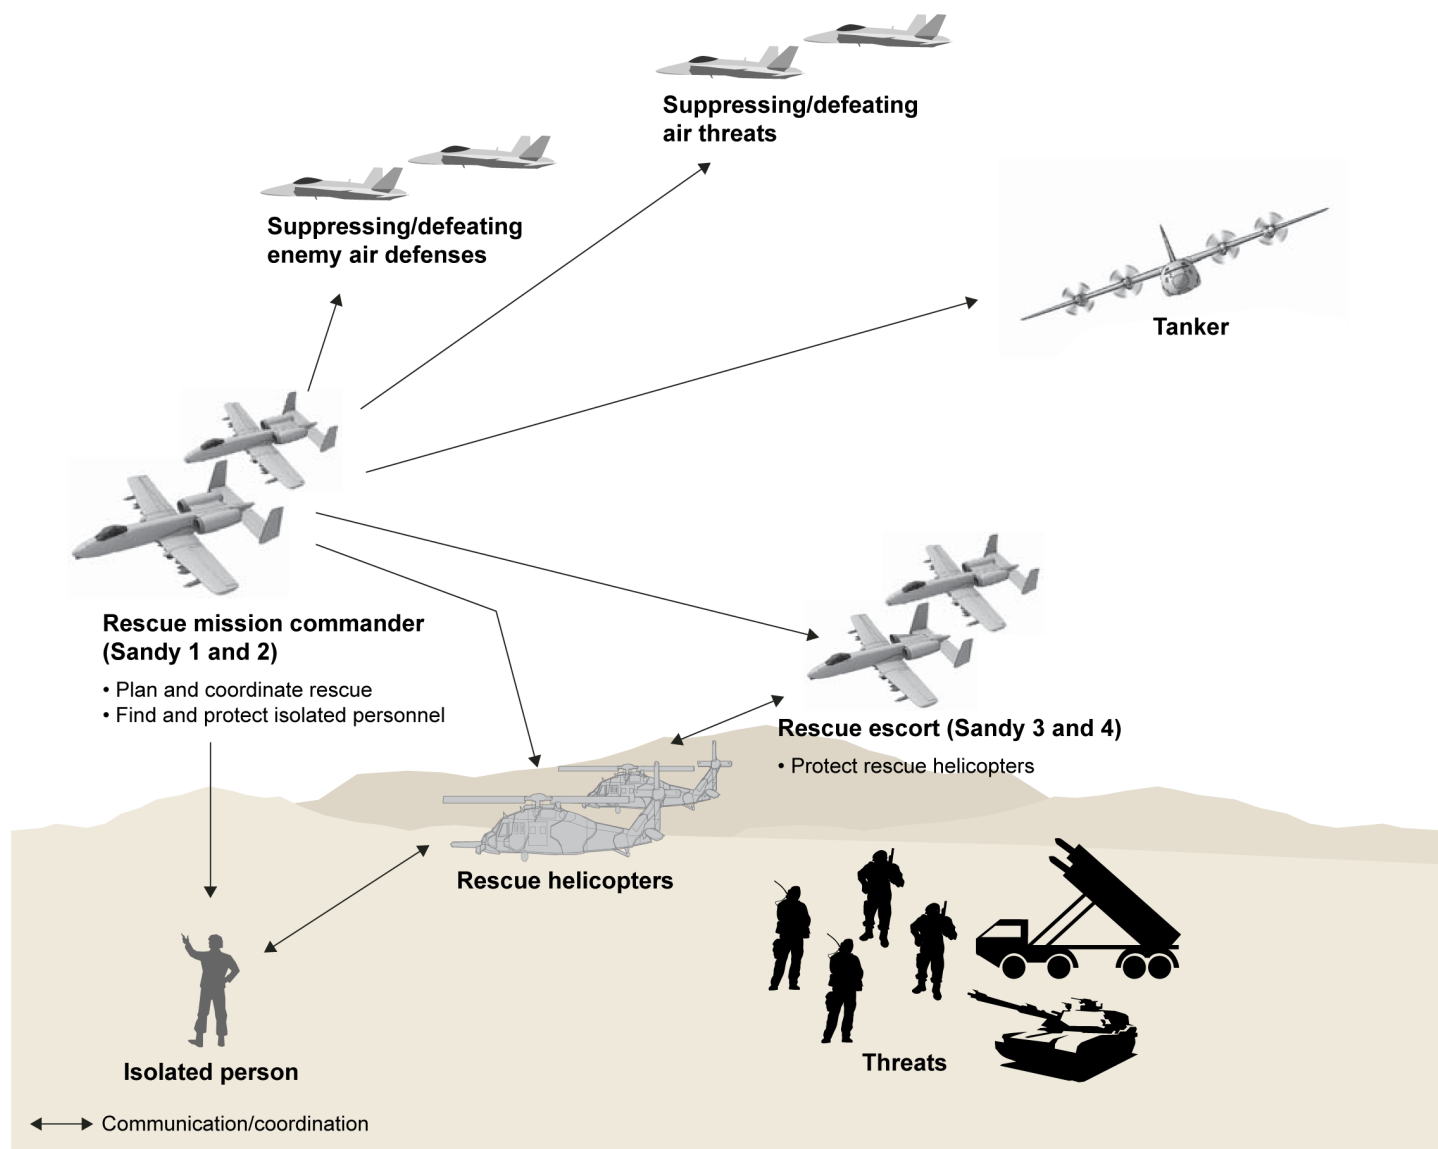 Suppressing/defeating
air threats
Suppressing/defeating
enemy air defenses
Tanker
Rescue mission commander
(Sandy 1 and 2)
• Plan and coordinate rescue
• Find and protect isolated personnel
Rescue escort (Sandy 3 and 4)
• Protect rescue helicopters
Rescue helicopters
Isolated person
Threats
Communication/coordination